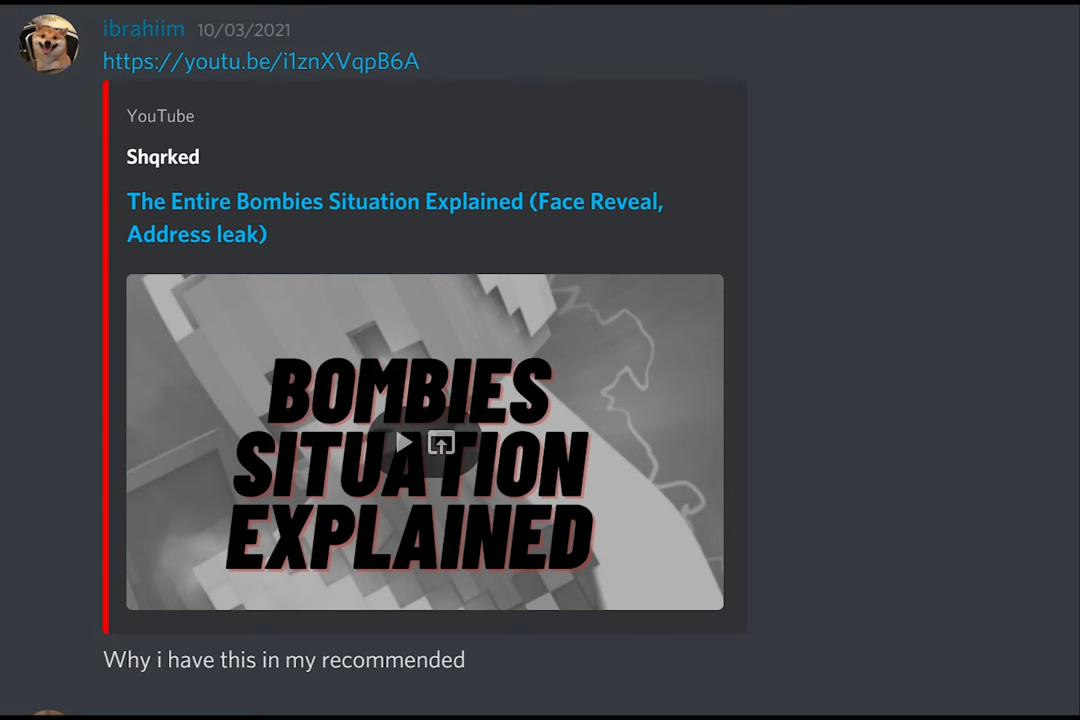 ibrahiim 10/03/2021
https://youtu.be/i1znXVqpB6A
YouTube
Shqrked
The Entire Bombies Situation Explained (Face Reveal,
Address leak)
BOMBIES
SITUATION
EXPLAINED
Why i have this in my recommended